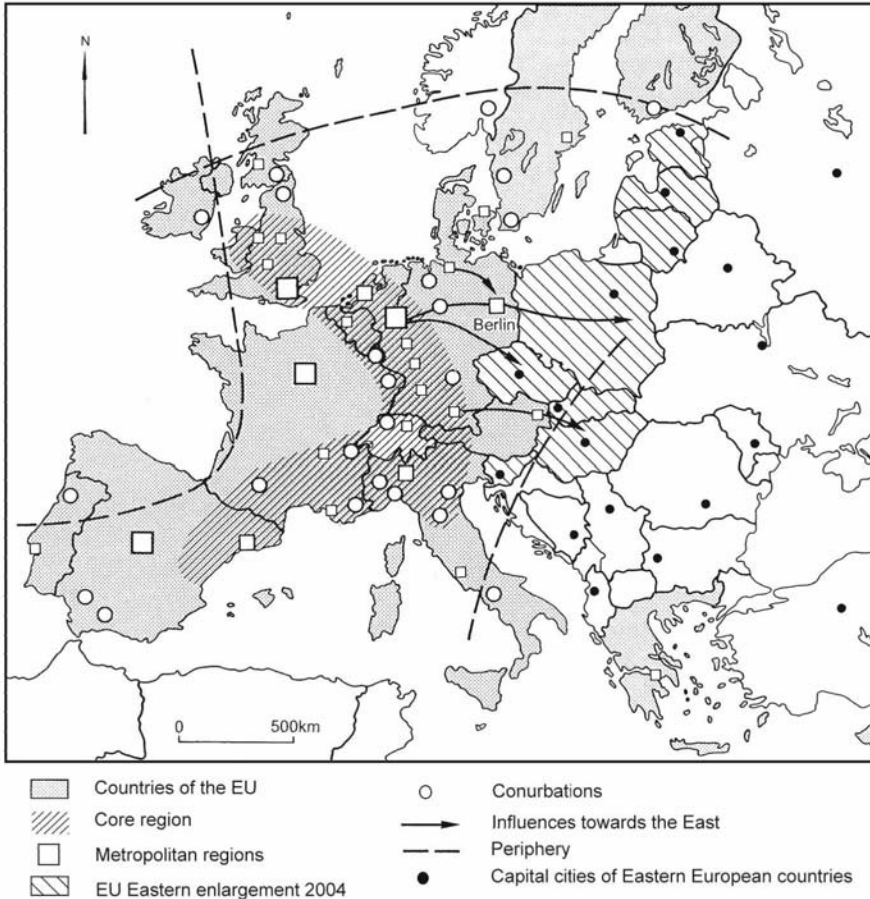 N
Berlin
0 500km
Countries of the EU
Core region
Metropolitan regions
EU Eastern enlargement 2004
Conurbations
Influences towards the East
Periphery
Capital cities of Eastern European countries